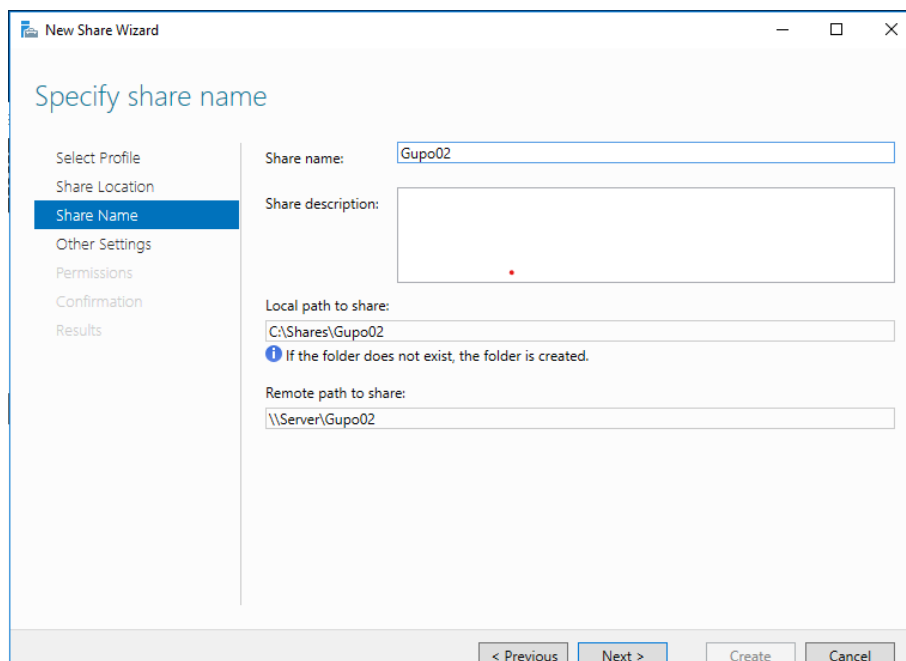 New Share Wizard
Specify share name
Select Profile
Share Location
Share Name
Other Settings
Permissions
Confirmation
Results
Share name:
Gupo02
Share description:
Local path to share:
C:\Shares\Gupo02
If the folder does not exist, the folder is created.
Remote path to share:
\\Server\Gupo02
< Previous
Next >
Create
Cancel